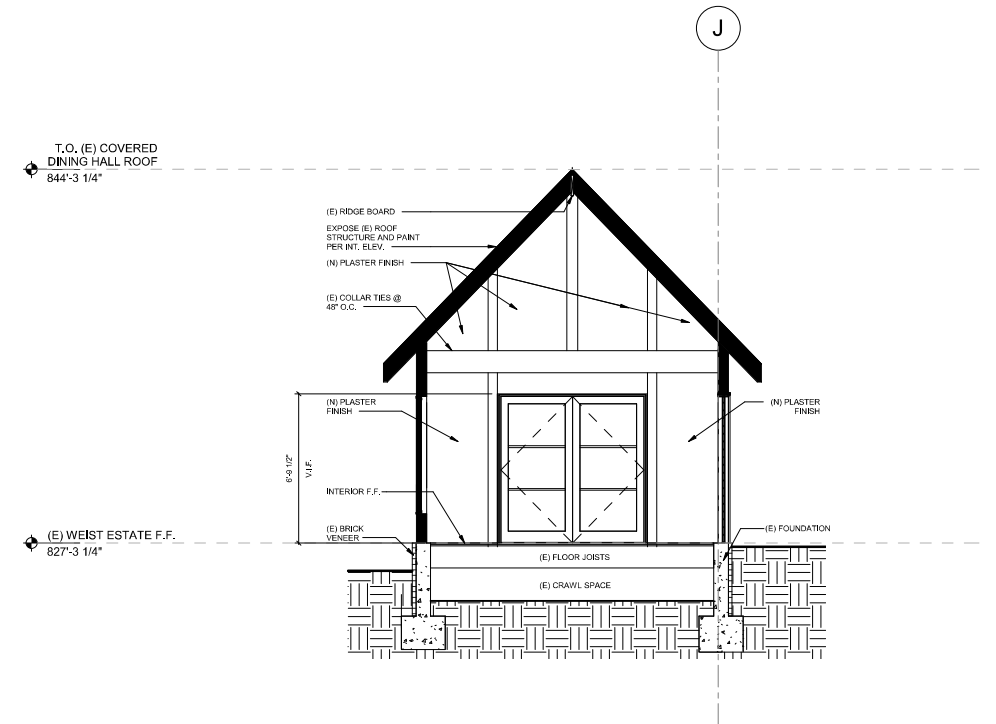 J
T.O. (E) COVERED
DINING HALL ROOF
844'-3 1/4"
(E) RIDGE BOARD
EXPOSE (E) ROOF
STRUCTURE AND PAINT
PER INT. ELEV.
(N) PLASTER FINISH
(E) COLLAR TIES @
48" O.C.
(N) PLASTER
FINISH
(N) PLASTER
FINISH
6'-9 1/2"
V.I.F.
INTERIOR F.F.
(E) BRICK
VENEER
(E) FOUNDATION
(E) WEIST ESTATE F.F.
827'-3 1/4"
(E) FLOOR JOISTS
(E) CRAWL SPACE